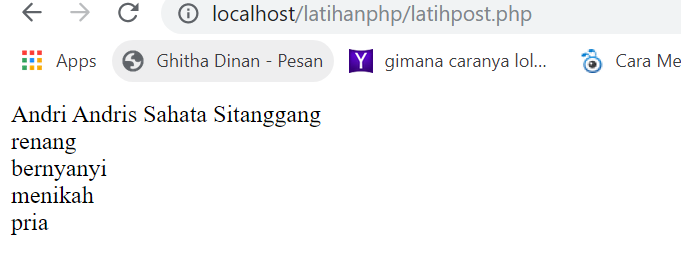 localhost/latihanphp/latihpost.php
Apps Ghitha Dinan - Pesan gimana caranya lol... Cara Me
Andri Andris Sahata Sitanggang
renang
bernyanyi
menikah
pria